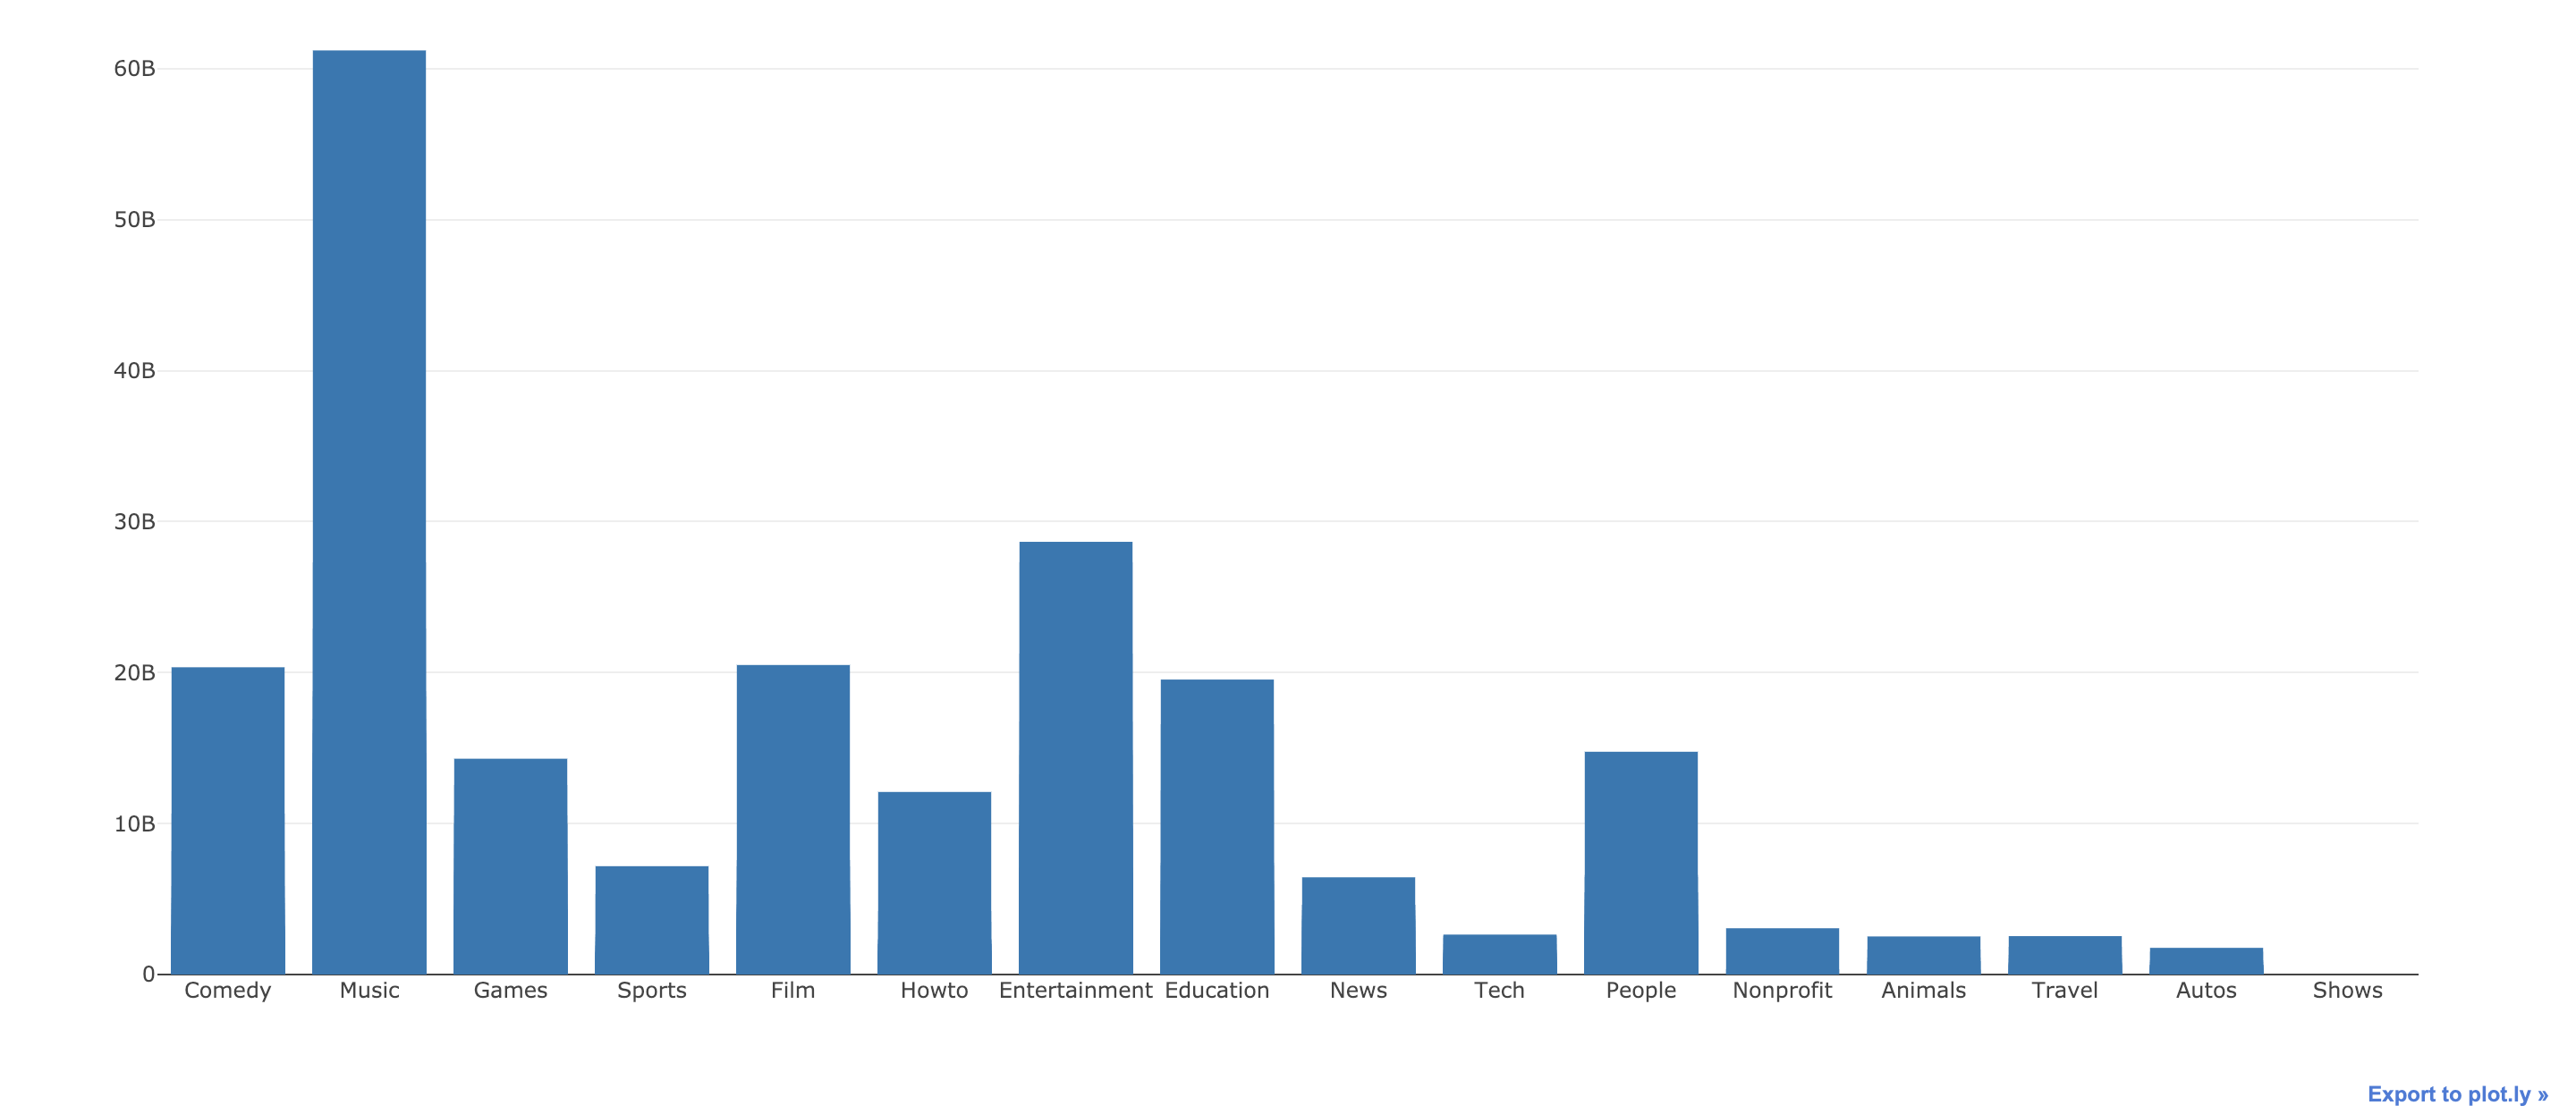 60B
50B
40B
30B
20B
10B
0
Comedy Music Games Sports Film Howto Entertainment Education News Tech People Nonprofit Animals Travel Autos Shows
Export to plot.ly »